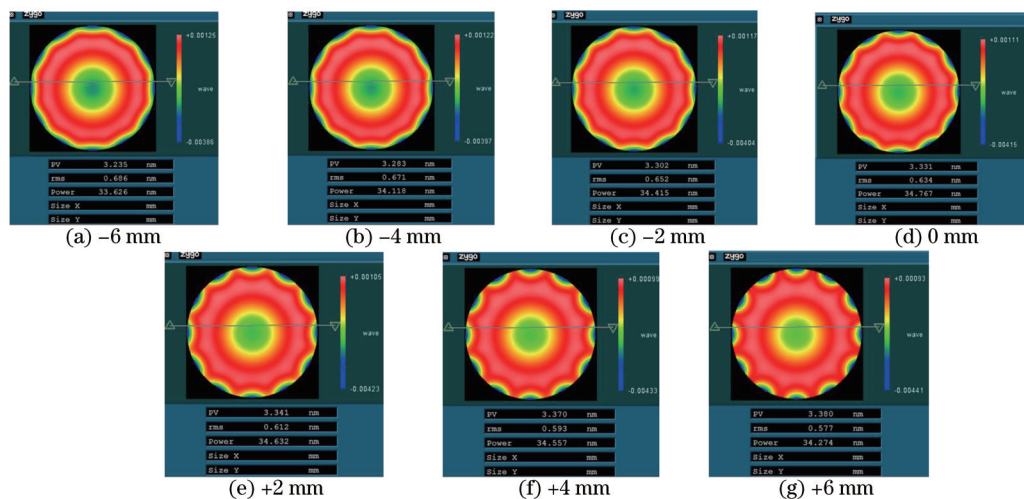 zygo
+0.00125
wave
-0.00386
PV 3.235 nm
rms 0.686 nm
Power 33.626 nm
Size X mm
Size Y mm
(a) −6 mm
zygo
+0.00122
wave
-0.00397
PV 3.283 nm
rms 0.671 nm
Power 34.118 nm
Size X mm
Size Y mm
(b) −4 mm
zygo
+0.00117
wave
-0.00404
PV 3.302 nm
rms 0.652 nm
Power 34.415 nm
Size X mm
Size Y mm
(c) −2 mm
zygo
+0.00111
wave
-0.00415
PV 3.331 nm
rms 0.634 nm
Power 34.767 nm
Size X mm
Size Y mm
(d) 0 mm
zygo
+0.00105
wave
-0.00423
PV 3.341 nm
rms 0.612 nm
Power 34.632 nm
Size X mm
Size Y mm
(e) +2 mm
zygo
+0.00099
wave
-0.00433
PV 3.370 nm
rms 0.593 nm
Power 34.557 nm
Size X mm
Size Y mm
(f) +4 mm
zygo
+0.00093
wave
-0.00441
PV 3.380 nm
rms 0.577 nm
Power 34.274 nm
Size X mm
Size Y mm
(g) +6 mm